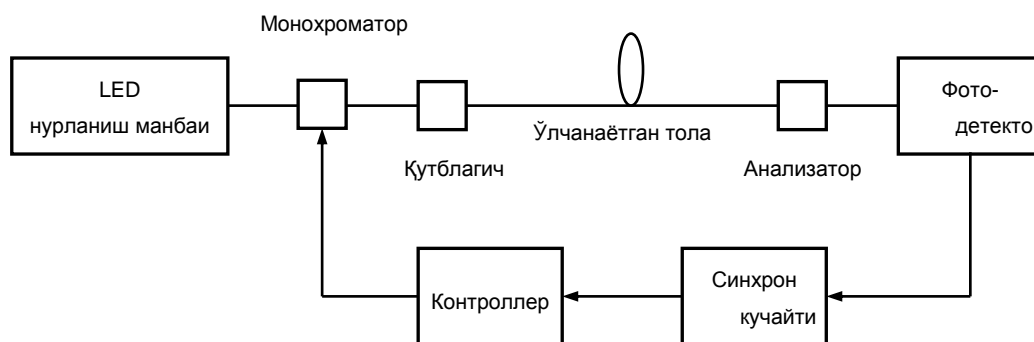 Монохроматор
LED
нурланиш манбаи
Фото-
детекто
Ўлчанаётган тола
Қутблагич
Анализатор
Контроллер
Синхрон
кучайти